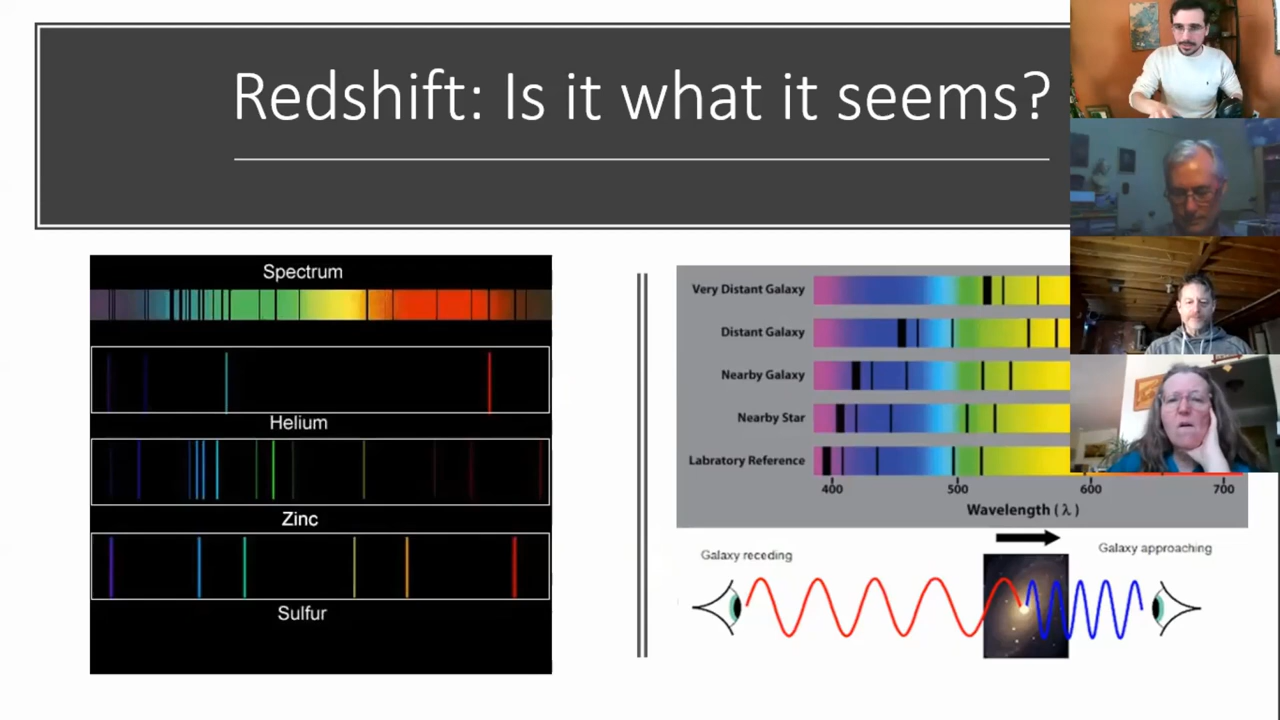 Redshift: Is it what it seems?
Spectrum
Helium
Zinc
Sulfur
Very Distant Galaxy
Distant Galaxy
Nearby Galaxy
Nearby Star
Labratory Reference
400 500 600 700
Wavelength (λ)
Galaxy receding
Galaxy approaching